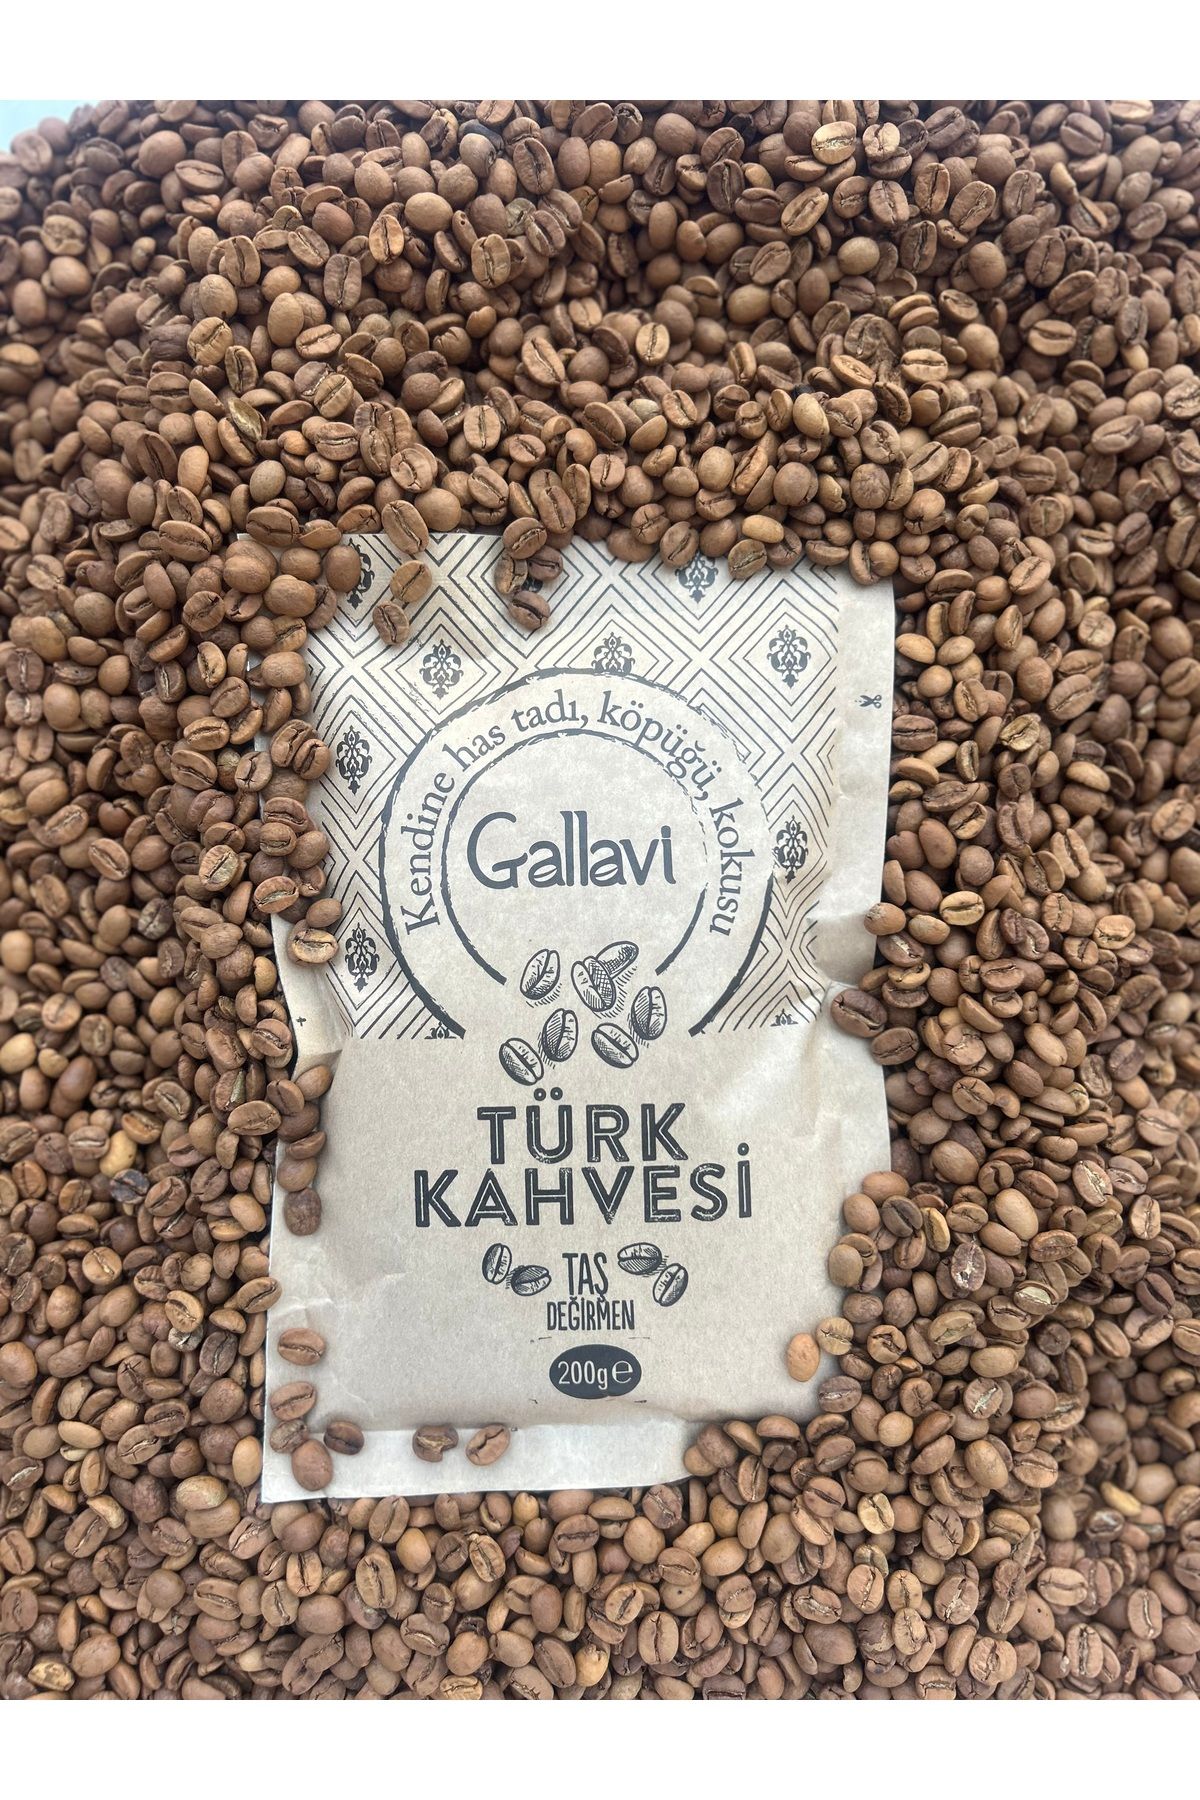 Kendine has tadı, köpüğü, kokusu
Gallavi
TÜRK
KAHVESİ
TAŞ
DEĞİRMEN
200g ℮